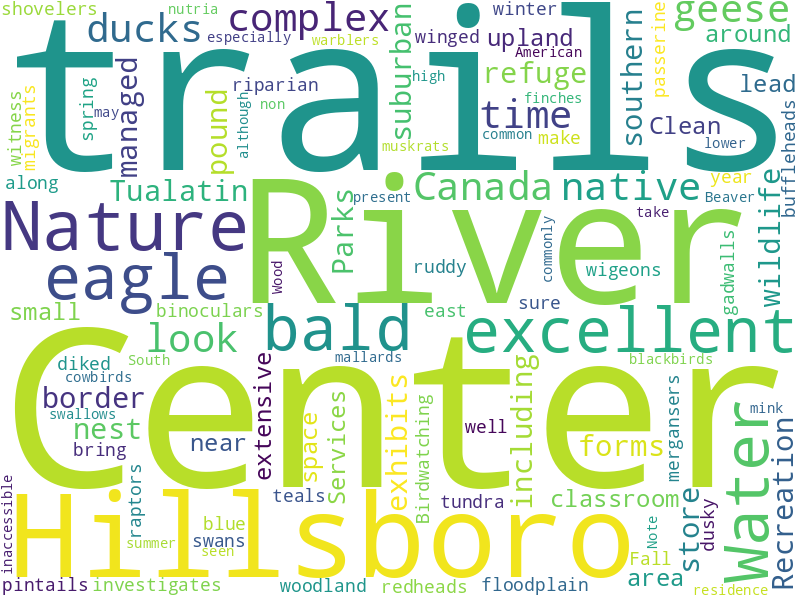 shovelers
nutria
ducks
complex
especially
warblers
trails
winter
winged
upland
American
geese
around
passerine
suburban
high
refuge
finches
southern
lead
witness
migrants
spring
may
managed
pound
although
riparian
non
time
common
make
muskrats
Clean
lower
buffleheads
along
Tualatin
River
Parks
present
Canada
native
take
year
Beaver
wildlife
Nature
eagle
Wood
ruddy
commonly
wigeons
gadwalls
small
binoculars
east
sure
bald
excellent
look
South
mallards
blackbirds
diked
cowbirds
border
swallows
nest
bring
near
extensive
space
Services
exhibits
Birdwatching
well
including
forms
mergansers
Water
mink
Recreation
Center
inaccessible
raptors
teals
tundra
classroom
Hillsboro
blue
swans
summer
seen
store
dusky
Note
Fall
area
pintails
investigates
woodland
redheads
floodplain
residence